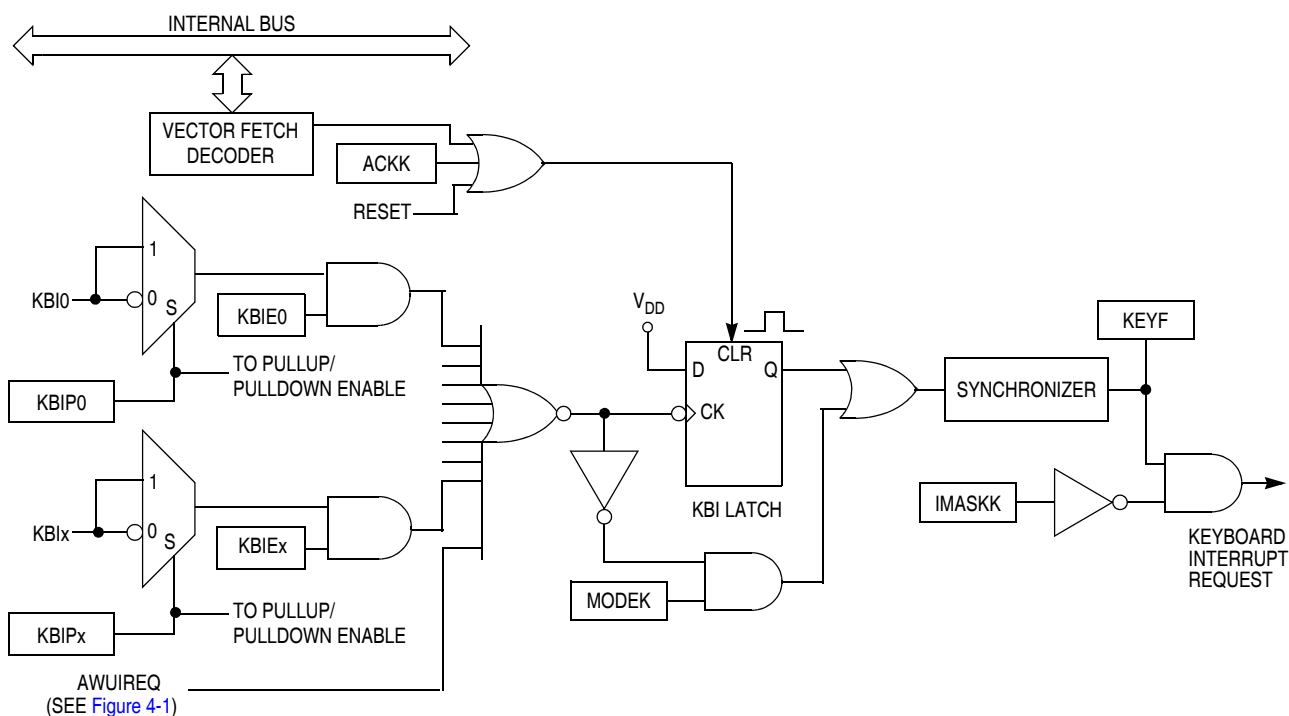 INTERNAL BUS
VECTOR FETCH
DECODER
ACKK
RESET
1
KBI0
0
S
KBIE0
VDD
KEYF
TO PULLUP/
PULLDOWN ENABLE
KBIP0
CLR
D
Q
CK
SYNCHRONIZER
KBI LATCH
1
KBIx
0
S
KBIEx
IMASKK
KEYBOARD
INTERRUPT
REQUEST
MODEK
TO PULLUP/
PULLDOWN ENABLE
KBIPx
AWUIREQ
(SEE Figure 4-1)